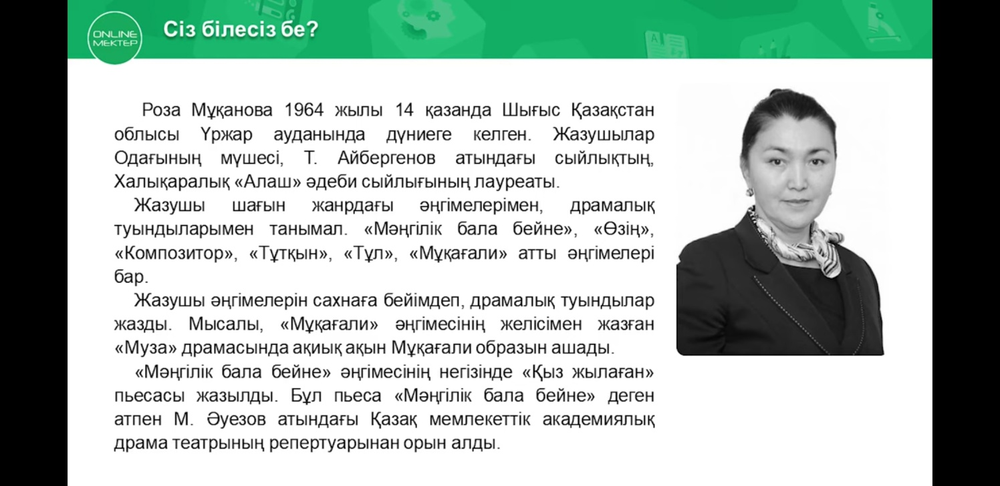 ONLINE
МЕКТЕР
Сіз білесіз бе?
Роза Мұқанова 1964 жылы 14 қазанда Шығыс Қазақстан
облысы Үржар ауданында дүниеге келген. Жазушылар
Одағының мүшесі, Т. Айбергенов атындағы сыйлықтың,
Халықаралық «Алаш» әдеби сыйлығының лауреаты.
Жазушы шағын жанрдағы әңгімелерімен, драмалық
туындыларымен танымал. «Мәңгілік бала бейне», «Өзің»,
«Композитор», «Тұтқын», «Тұл», «Мұқағали» атты әңгімелері
бар.
Жазушы әңгімелерін сахнаға бейімдеп, драмалық туындылар
жазды. Мысалы, «Мұқағали» әңгімесінің желісімен жазған
«Муза» драмасында ақиық ақын Мұқағали образын ашады.
«Мәңгілік бала бейне» әңгімесінің негізінде «Қыз жылаған»
пьесасы жазылды. Бұл пьеса «Мәңгілік бала бейне» деген
атпен М. Әуезов атындағы Қазақ мемлекеттік академиялық
драма театрының репертуарынан орын алды.